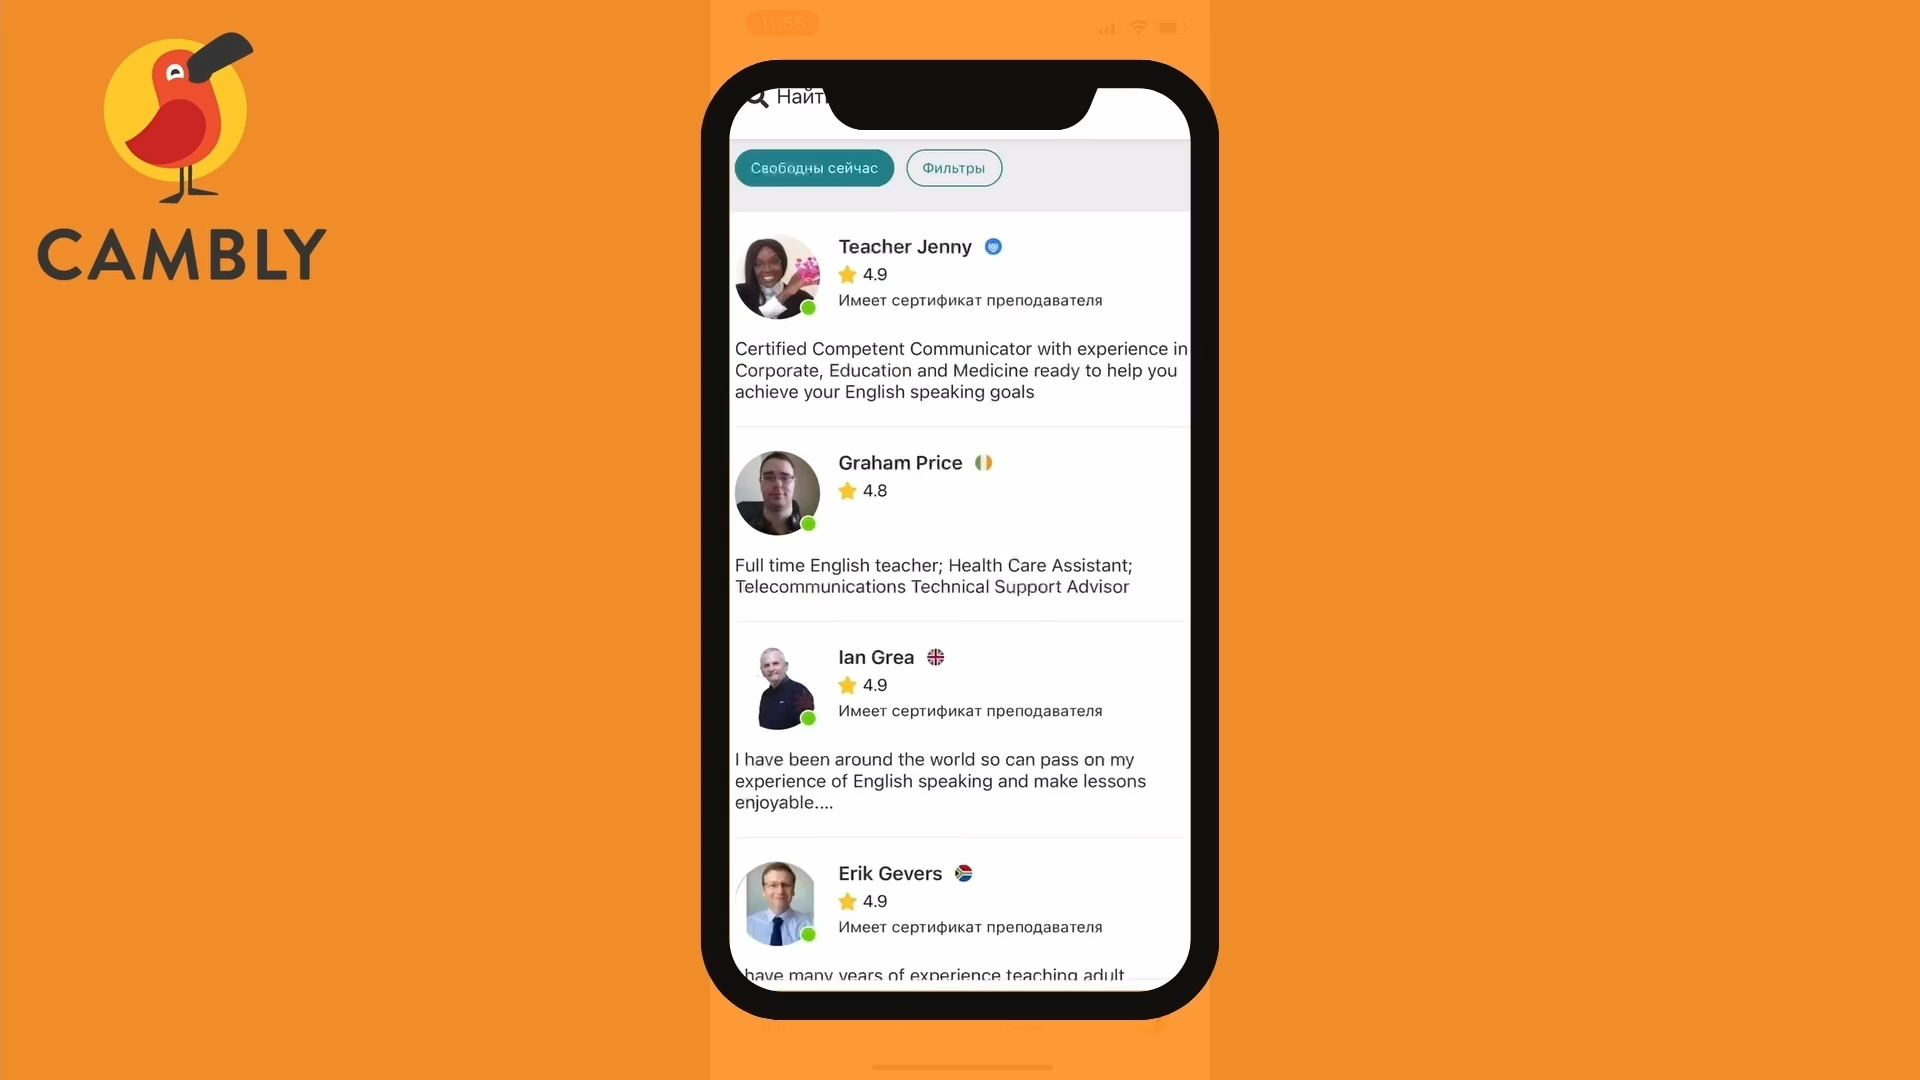 11:55
CAMBLY
Найт
Свободны сейчас
Фильтры
Teacher Jenny
4.9
Имеет сертификат преподавателя
Certified Competent Communicator with experience in
Corporate, Education and Medicine ready to help you
achieve your English speaking goals
Graham Price
4.8
Full time English teacher; Health Care Assistant;
Telecommunications Technical Support Advisor
Ian Grea
4.9
Имеет сертификат преподавателя
I have been around the world so can pass on my
experience of English speaking and make lessons
enjoyable....
Erik Gevers
4.9
Имеет сертификат преподавателя
have many years of experience teaching adult